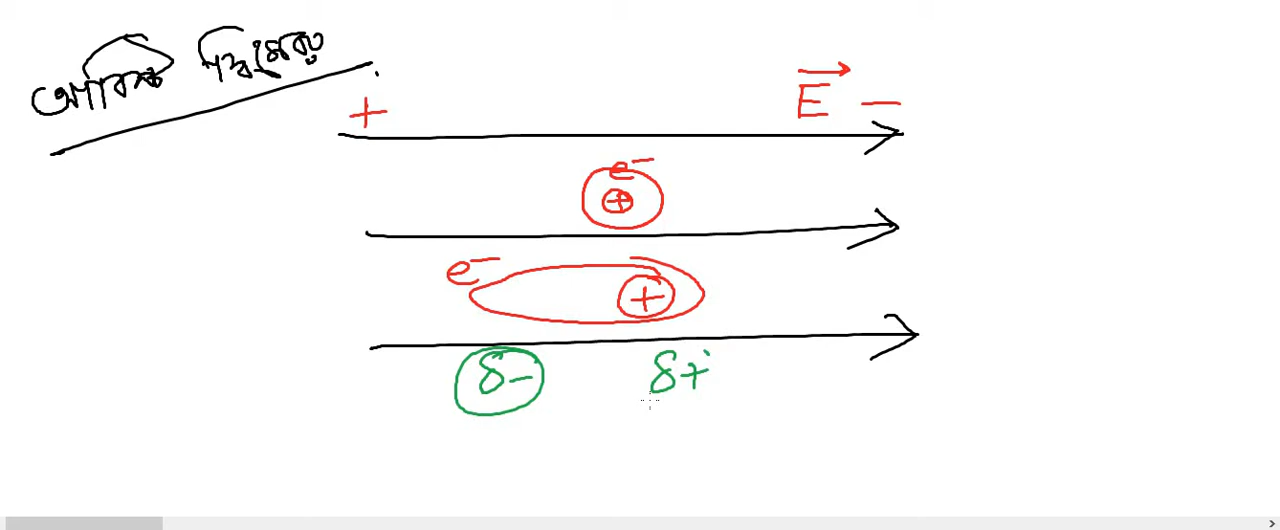 আবিষ্ট দ্বিমেরু
E →
+ −
e−
+
e−
+
δ− δ+